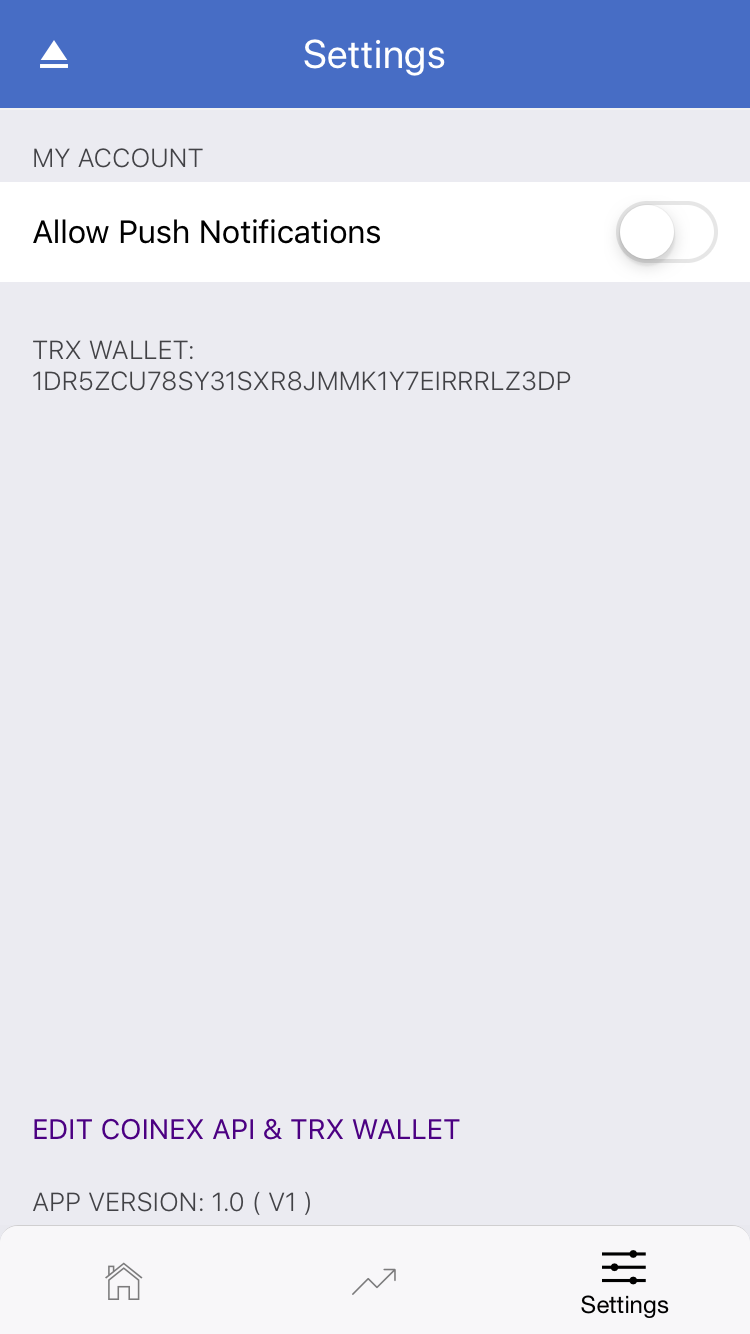 Settings
MY ACCOUNT
Allow Push Notifications
TRX WALLET:
1DR5ZCU78SY31SXR8JMMK1Y7EIRRRLZ3DP
EDIT COINEX API & TRX WALLET
APP VERSION: 1.0 ( V1 )
Settings